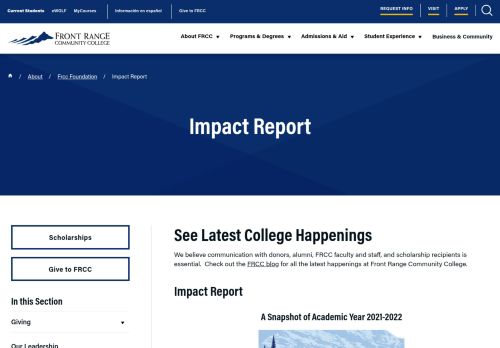 Current Students eWOLF MyCourses Información en español Give to FRCC REQUEST INFO VISIT APPLY
FRONT RANGE
COMMUNITY COLLEGE
About FRCC Programs & Degrees Admissions & Aid Student Experience Business & Community
/ About / Frcc Foundation / Impact Report
Impact Report
Scholarships
Give to FRCC
In this Section
Giving
Our Leadership
See Latest College Happenings
We believe communication with donors, alumni, FRCC faculty and staff, and scholarship recipients is
essential. Check out the FRCC blog for all the latest happenings at Front Range Community College.
Impact Report
A Snapshot of Academic Year 2021-2022